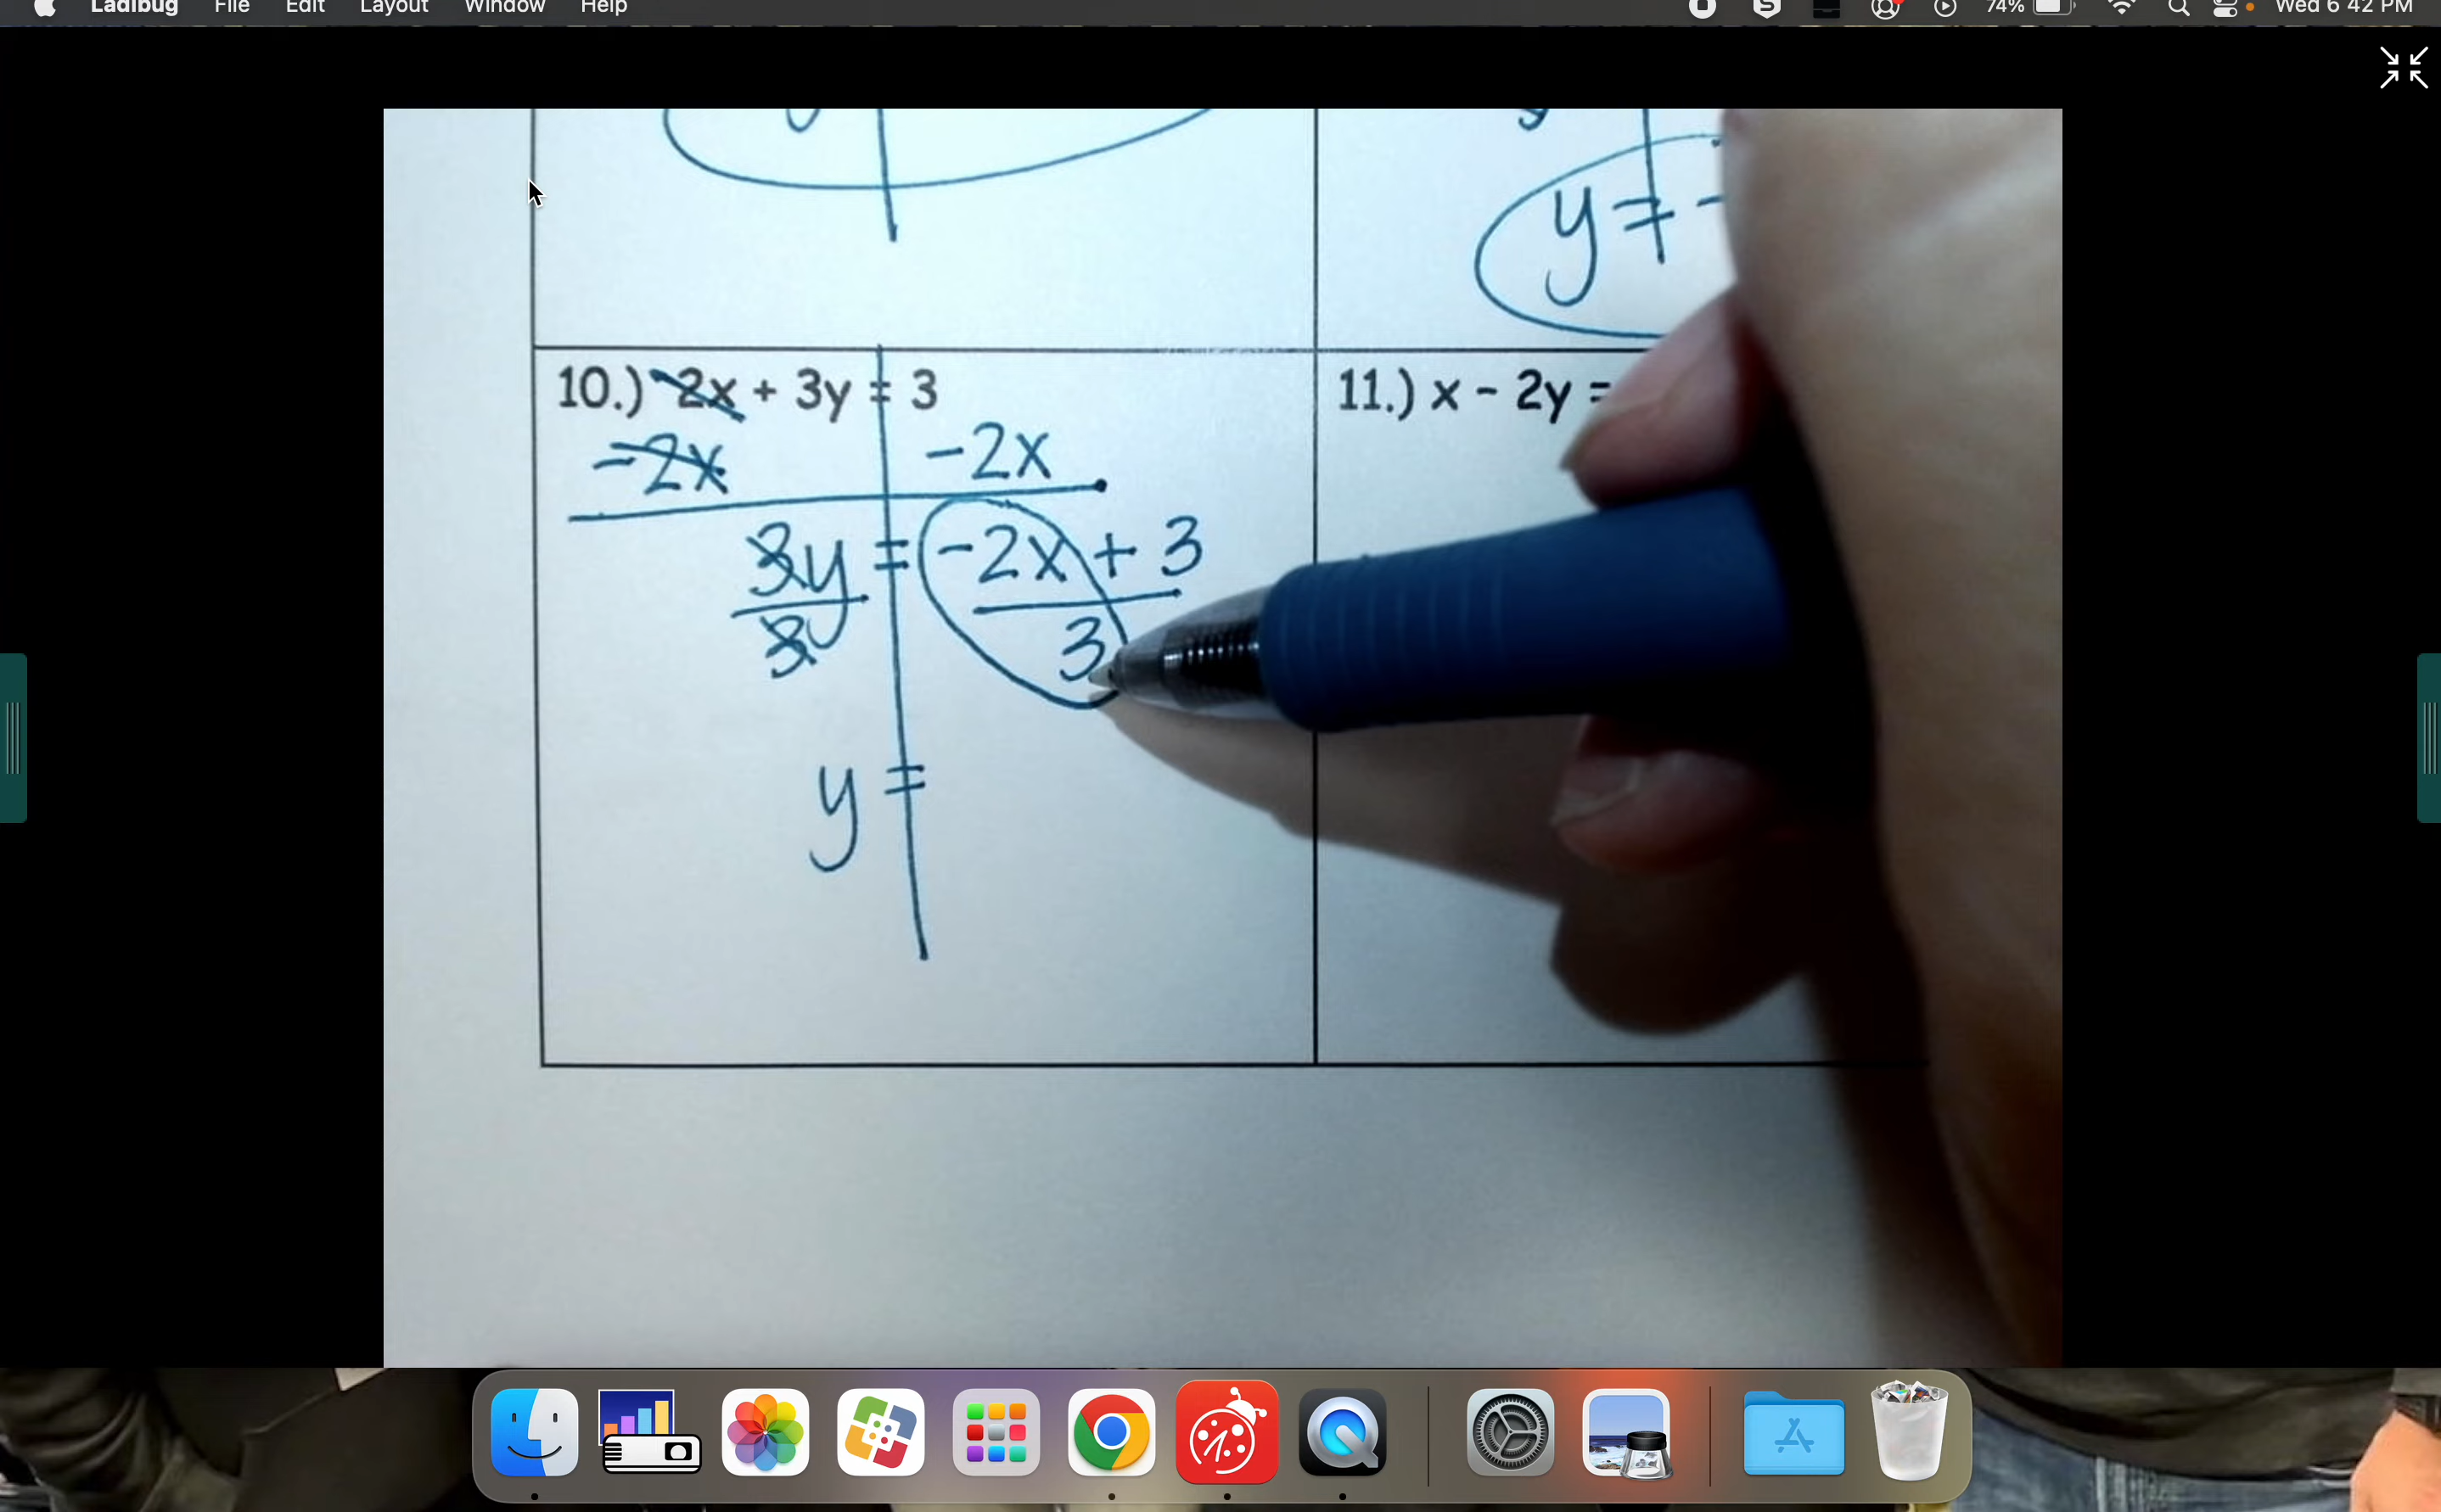 Ladibug File Edit Layout Window Help 74% Wed 6 42 PM
y
y = -
10.) 2x + 3y = 3
-2x -2x
3y = -2x + 3
3 3
y =
11.) x - 2y =